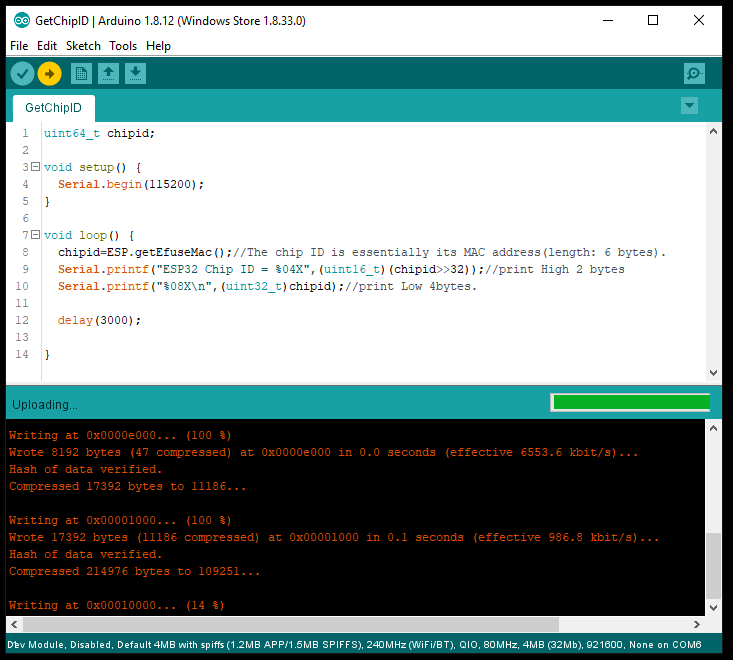 GetChipID | Arduino 1.8.12 (Windows Store 1.8.33.0)
File Edit Sketch Tools Help
GetChipID
1 uint64_t chipid;
2
3 void setup() {
4   Serial.begin(115200);
5 }
6
7 void loop() {
8   chipid=ESP.getEfuseMac();//The chip ID is essentially its MAC address(length: 6 bytes).
9   Serial.printf("ESP32 Chip ID = %04X",(uint16_t)(chipid>>32));//print High 2 bytes
10   Serial.printf("%08X\n",(uint32_t)chipid);//print Low 4bytes.
11
12   delay(3000);
13
14 }
Uploading...
Writing at 0x0000e000... (100 %)
Wrote 8192 bytes (47 compressed) at 0x0000e000 in 0.0 seconds (effective 6553.6 kbit/s)...
Hash of data verified.
Compressed 17392 bytes to 11186...
Writing at 0x00001000... (100 %)
Wrote 17392 bytes (11186 compressed) at 0x00001000 in 0.1 seconds (effective 986.8 kbit/s)...
Hash of data verified.
Compressed 214976 bytes to 109251...
Writing at 0x00010000... (14 %)
Module, Disabled, Default 4MB with spiffs (1.2MB APP/1.5MB SPIFFS), 240MHz (WiFi/BT), QIO, 80MHz, 4MB (32Mb), 921600, None on COM6